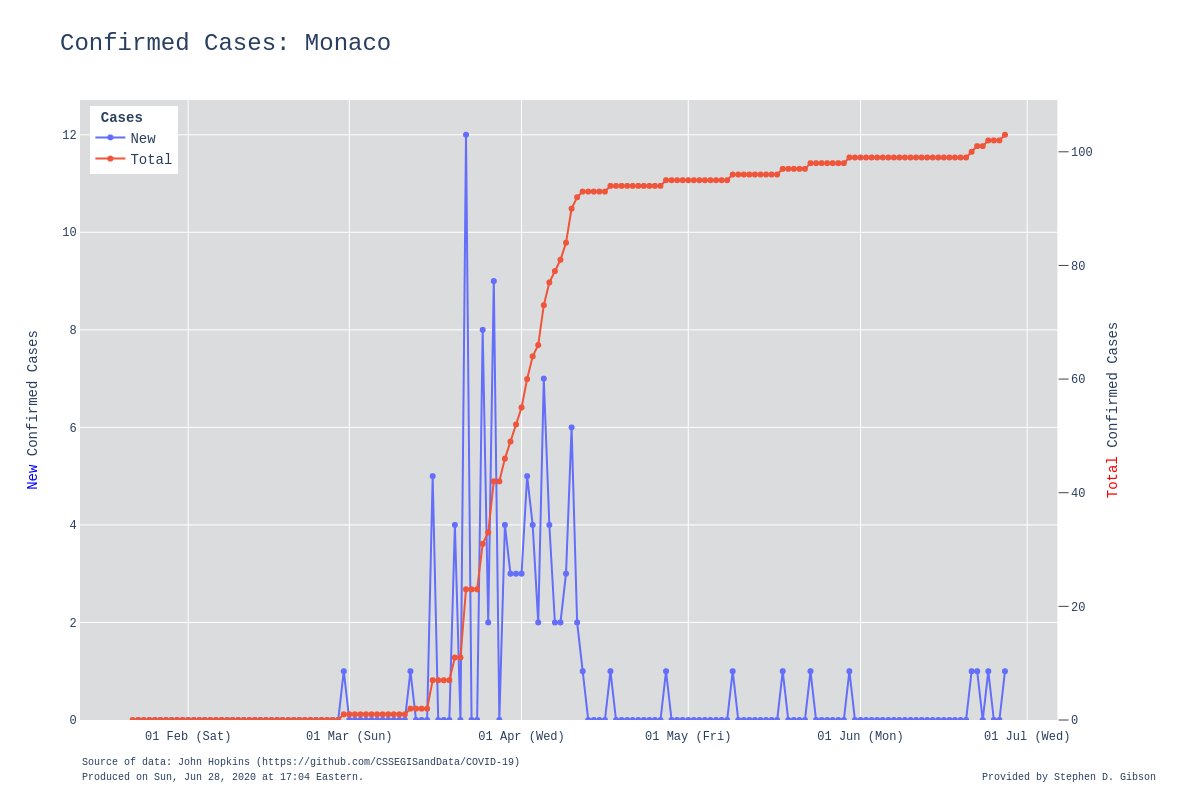 Confirmed Cases: Monaco
Cases
New
Total
12
10
8
6
4
2
0
100
80
60
40
20
0
New Confirmed Cases
Total Confirmed Cases
01 Feb (Sat)
01 Mar (Sun)
01 Apr (Wed)
01 May (Fri)
01 Jun (Mon)
01 Jul (Wed)
Source of data: John Hopkins (https://github.com/CSSEGISandData/COVID-19)
Produced on Sun, Jun 28, 2020 at 17:04 Eastern.
Provided by Stephen D. Gibson